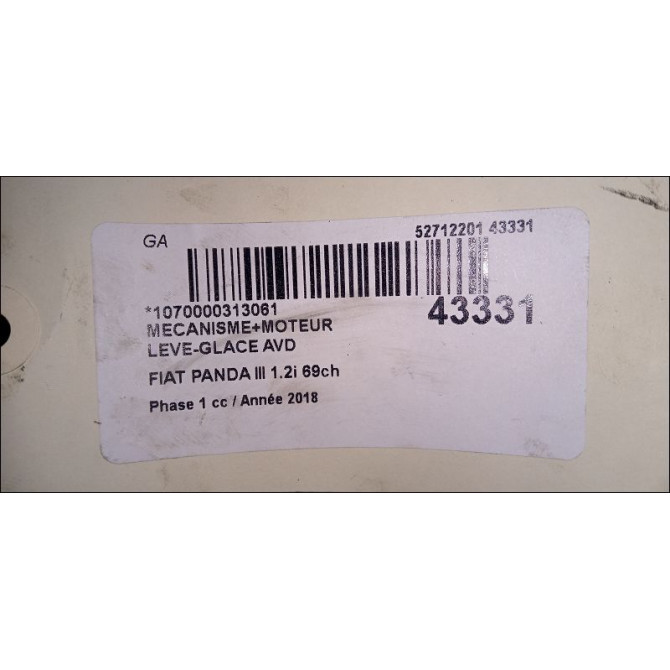 GA
52712201 43331
*1070000313061
43331
MECANISME+MOTEUR
LEVE-GLACE AVD
FIAT PANDA III 1.2i 69ch
Phase 1 cc / Année 2018